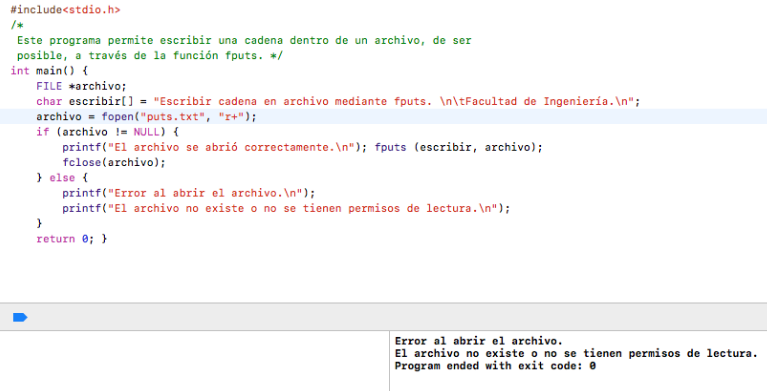 #include<stdio.h>
/*
 Este programa permite escribir una cadena dentro de un archivo, de ser
 posible, a través de la función fputs. */
int main() {
    FILE *archivo;
    char escribir[] = "Escribir cadena en archivo mediante fputs. \n\tFacultad de Ingeniería.\n";
    archivo = fopen("puts.txt", "r+");
    if (archivo != NULL) {
        printf("El archivo se abrió correctamente.\n"); fputs (escribir, archivo);
        fclose(archivo);
    } else {
        printf("Error al abrir el archivo.\n");
        printf("El archivo no existe o no se tienen permisos de lectura.\n");
    }
    return 0; }
Error al abrir el archivo.
El archivo no existe o no se tienen permisos de lectura.
Program ended with exit code: 0